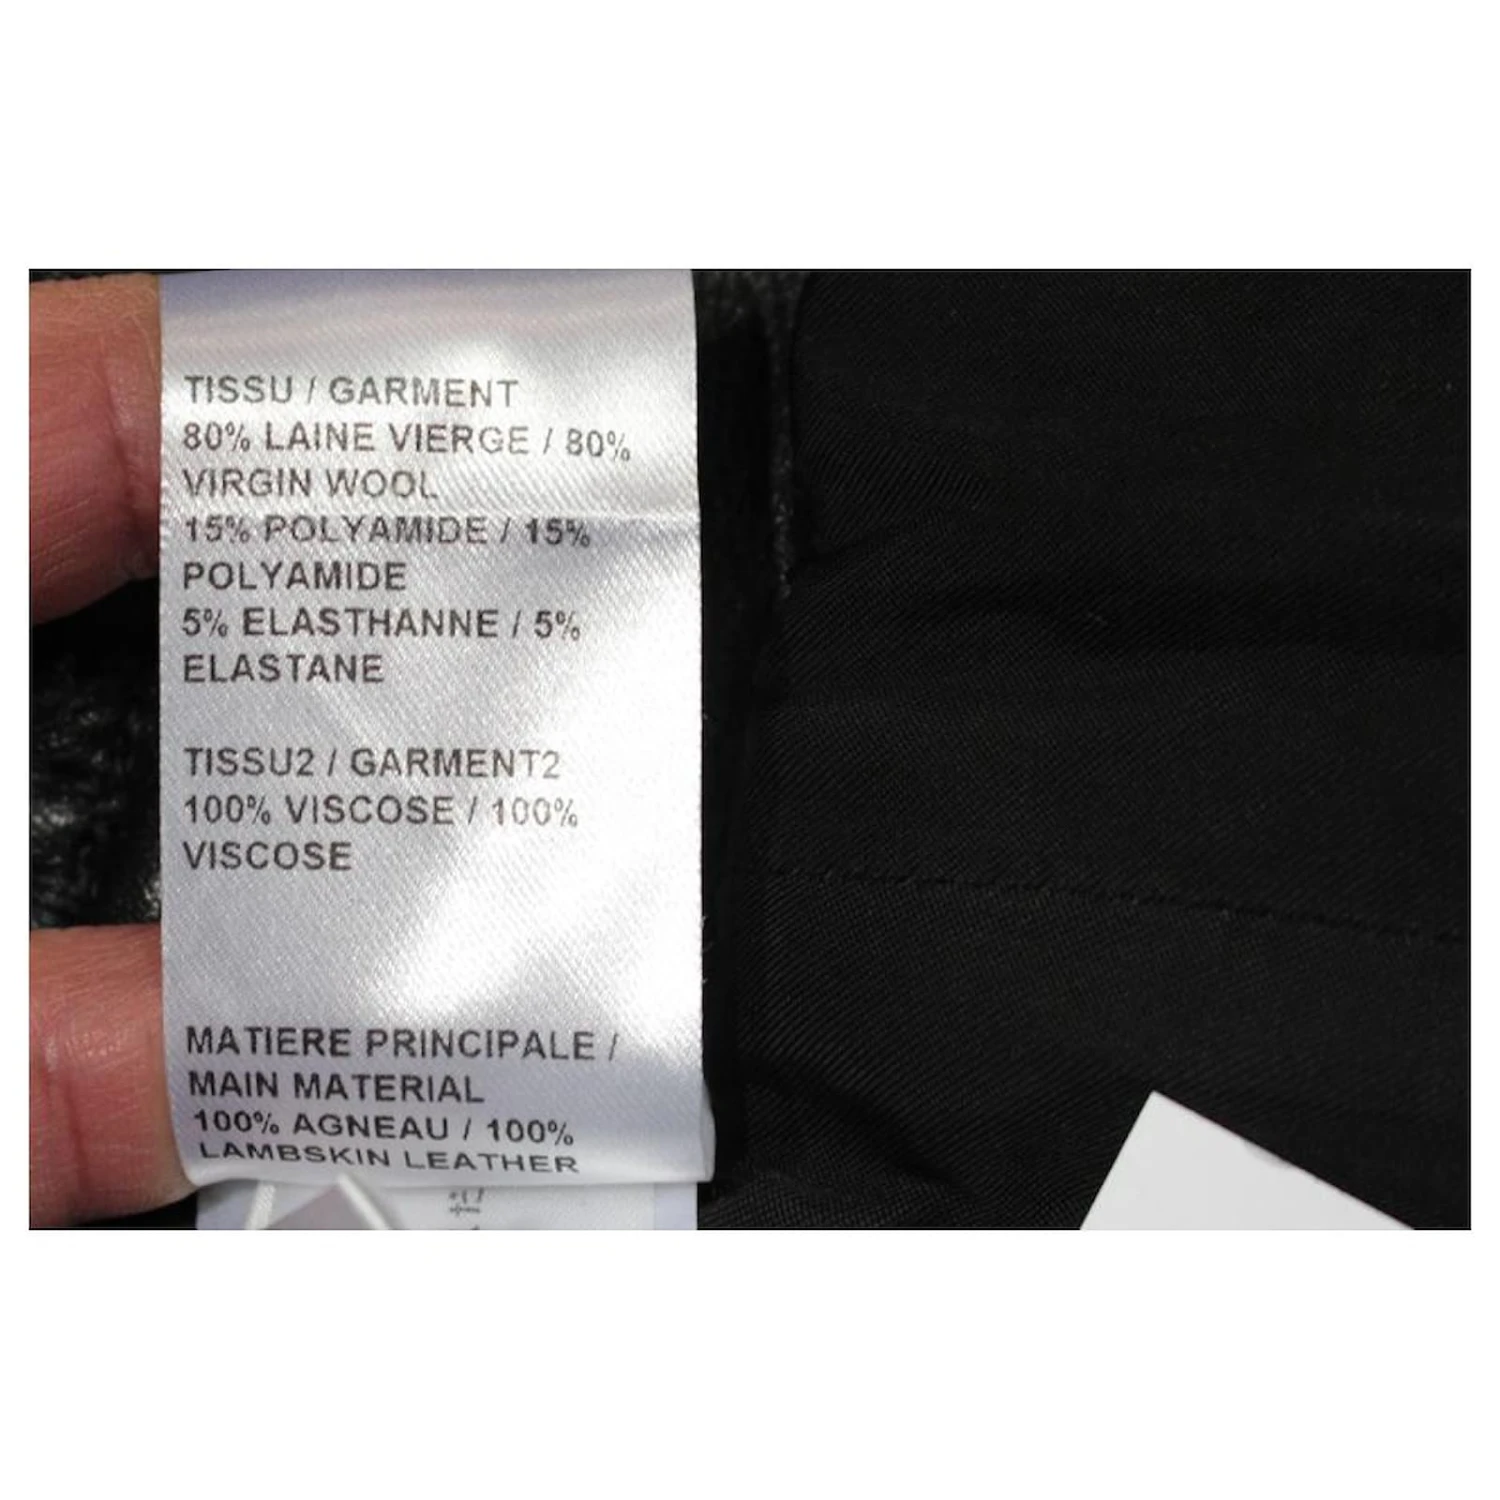 TISSU / GARMENT
80% LAINE VIERGE / 80%
VIRGIN WOOL
15% POLYAMIDE / 15%
POLYAMIDE
5% ELASTHANNE / 5%
ELASTANE
TISSU2 / GARMENT2
100% VISCOSE / 100%
VISCOSE
MATIERE PRINCIPALE /
MAIN MATERIAL
100% AGNEAU / 100%
LAMBSKIN LEATHER